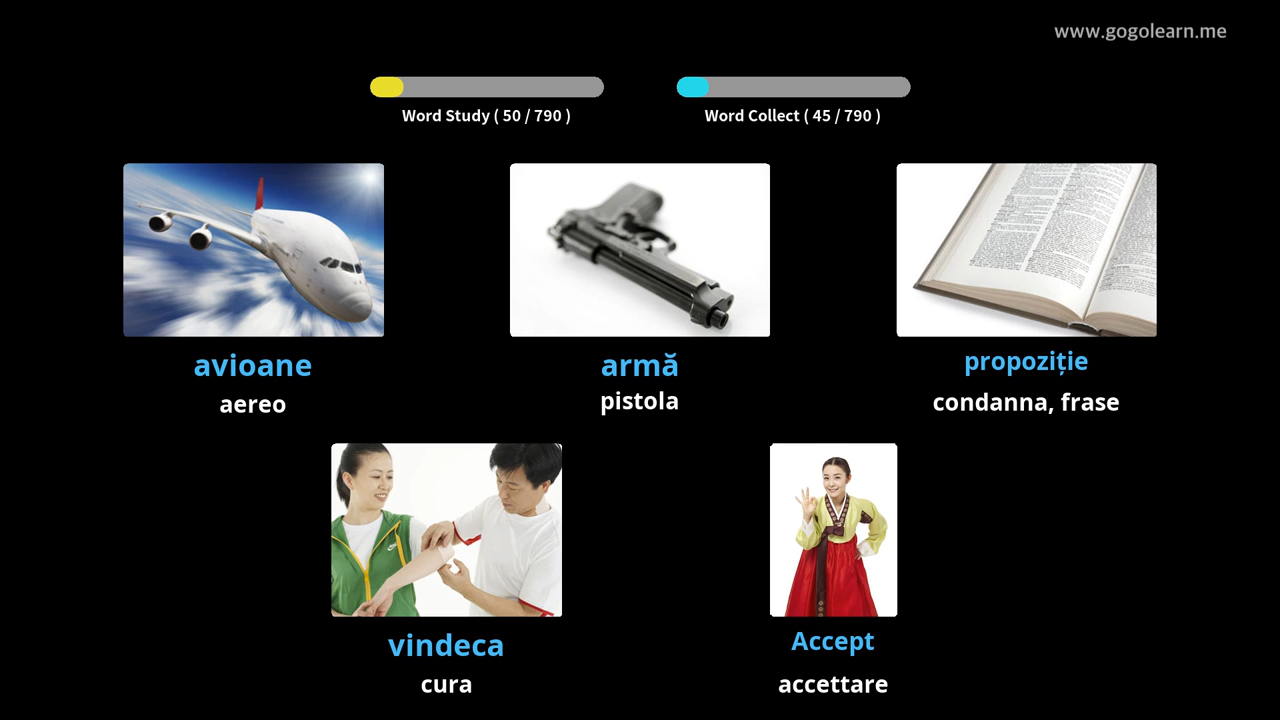 www.gogolearn.me
Word Study ( 50 / 790 )
Word Collect ( 45 / 790 )
avioane
aereo
armă
pistola
propoziție
condanna, frase
vindeca
cura
Accept
accettare